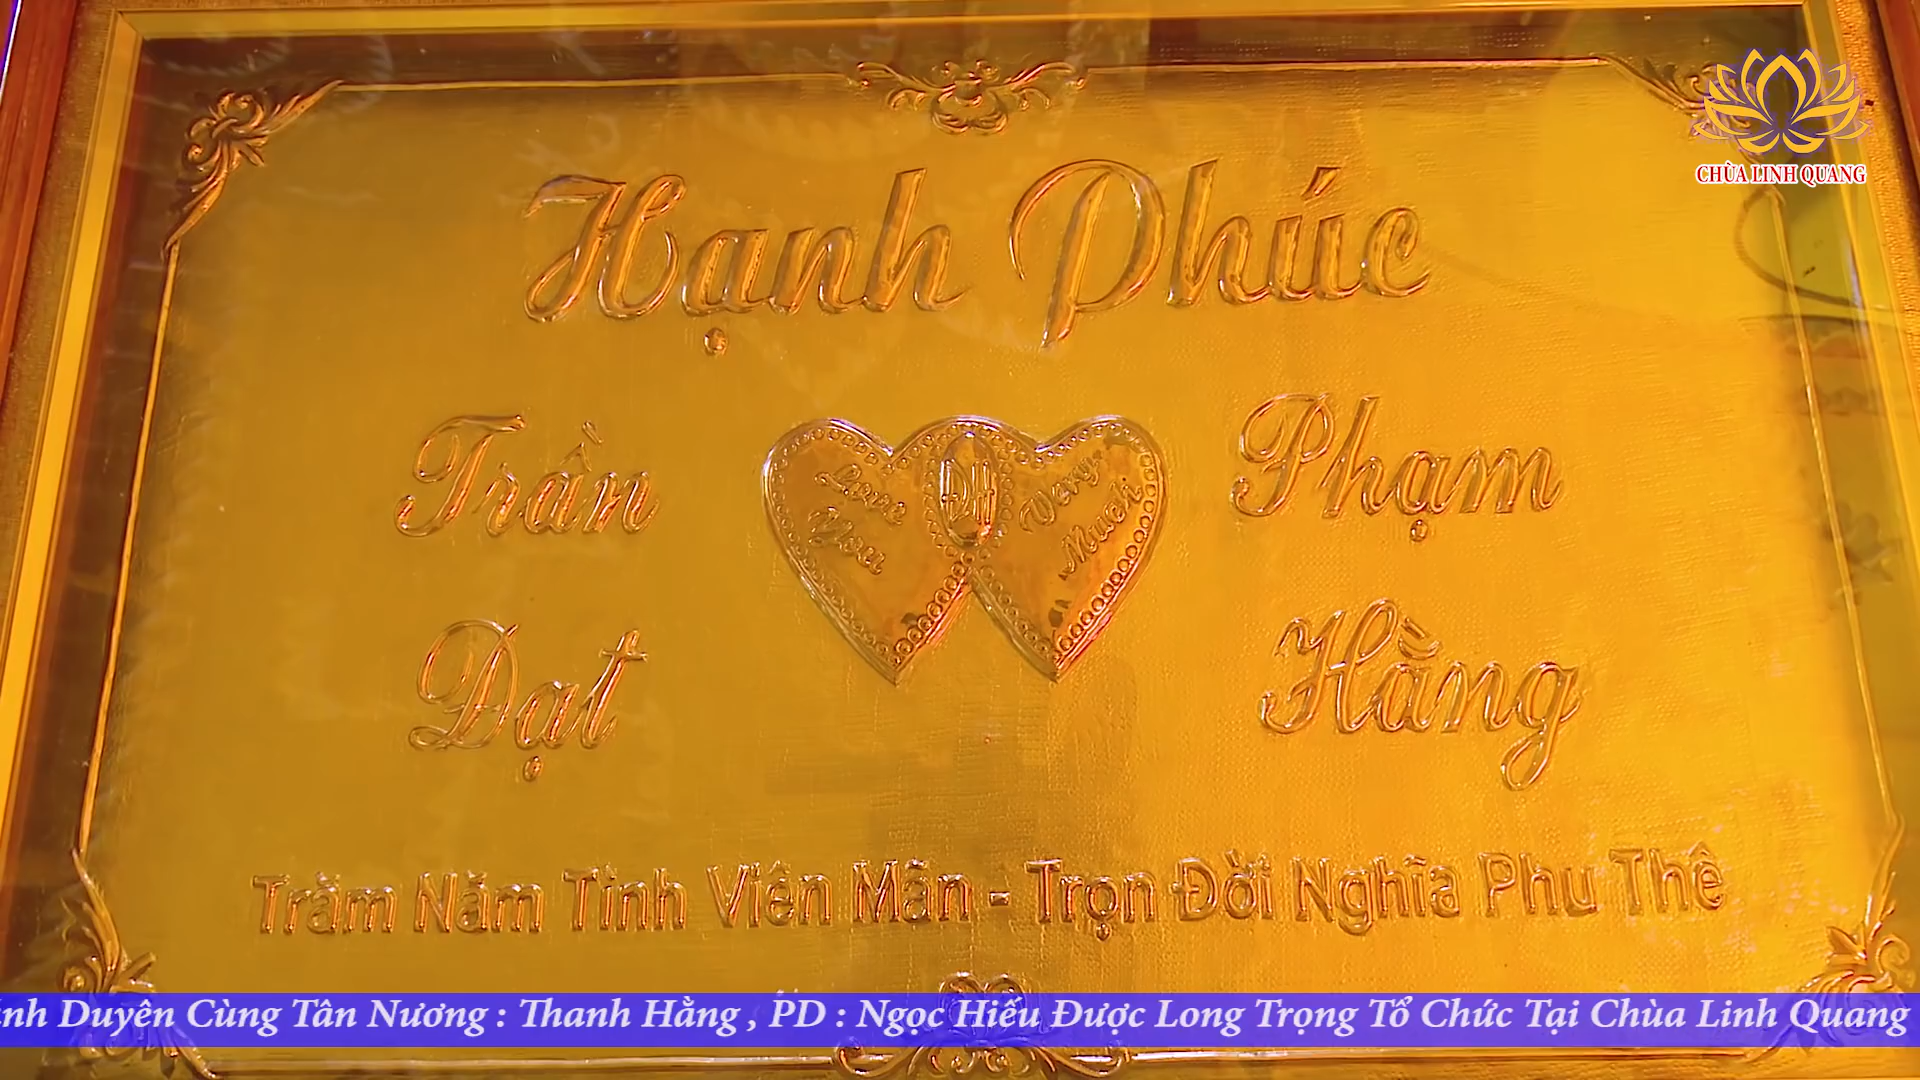 CHÙA LINH QUANG
Hạnh Phúc
Trần
Phạm
Love
You
ĐH
Very
Much
Đạt
Hằng
Trăm Năm Tình Viên Mãn - Trọn Đời Nghĩa Phu Thê
Duyên Cùng Tân Nương : Thanh Hằng , PD : Ngọc Hiếu Được Long Trọng Tổ Chức Tại Chùa Linh Quang